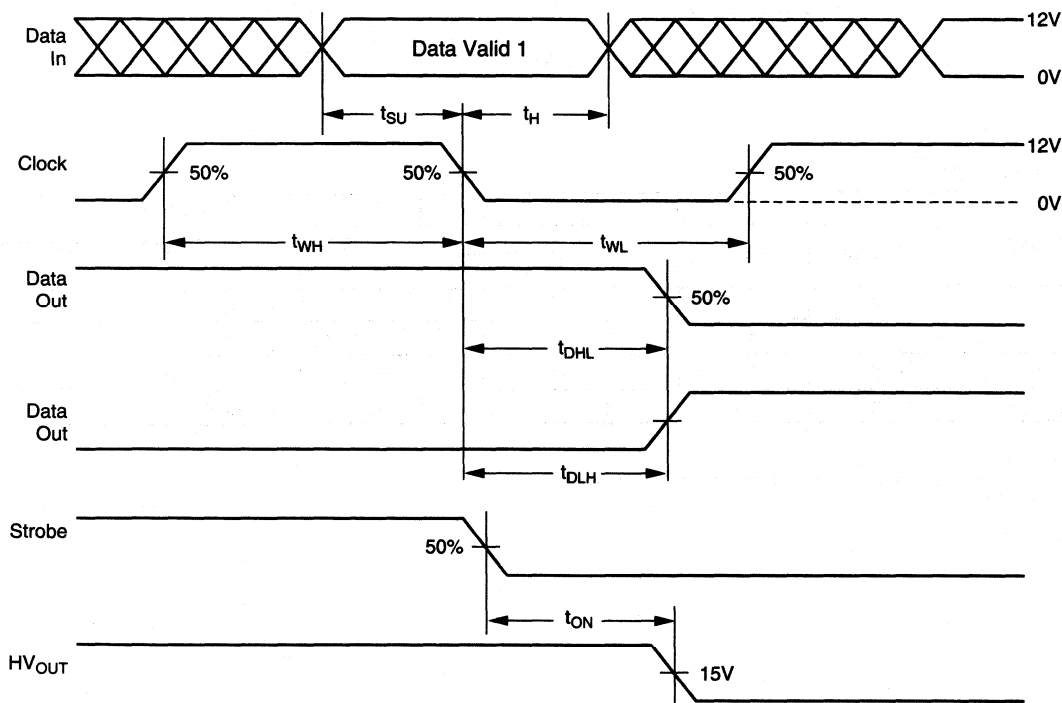 Data
In
Data Valid 1
12V
0V
tSU
tH
Clock
50%
50%
50%
12V
0V
tWH
tWL
Data
Out
50%
tDHL
Data
Out
tDLH
Strobe
50%
tON
HVOUT
15V